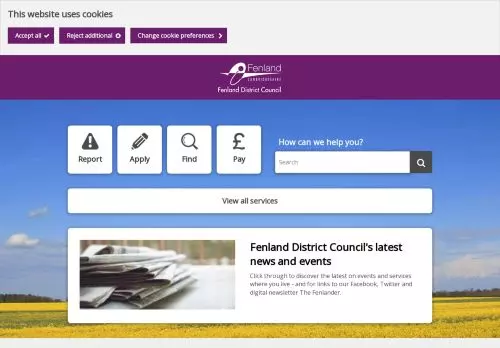 This website uses cookies
Accept all
Reject additional
Change cookie preferences
Fenland
CAMBRIDGESHIRE
Fenland District Council
Report
Apply
Find
Pay
How can we help you?
Search
View all services
Fenland District Council's latest
news and events
Click through to discover the latest on events and services
where you live - and for links to our Facebook, Twitter and
digital newsletter The Fenlander.